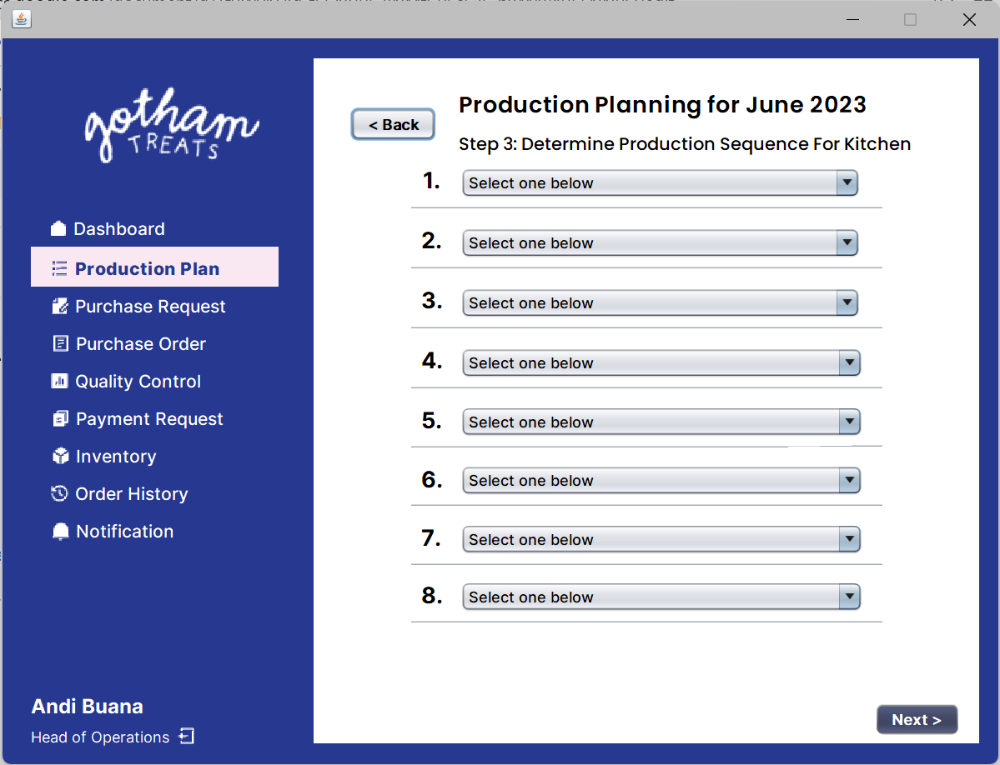 gotham
TREATS
Dashboard
Production Plan
Purchase Request
Purchase Order
Quality Control
Payment Request
Inventory
Order History
Notification
Andi Buana
Head of Operations
< Back
Production Planning for June 2023
Step 3: Determine Production Sequence For Kitchen
1. Select one below
2. Select one below
3. Select one below
4. Select one below
5. Select one below
6. Select one below
7. Select one below
8. Select one below
Next >